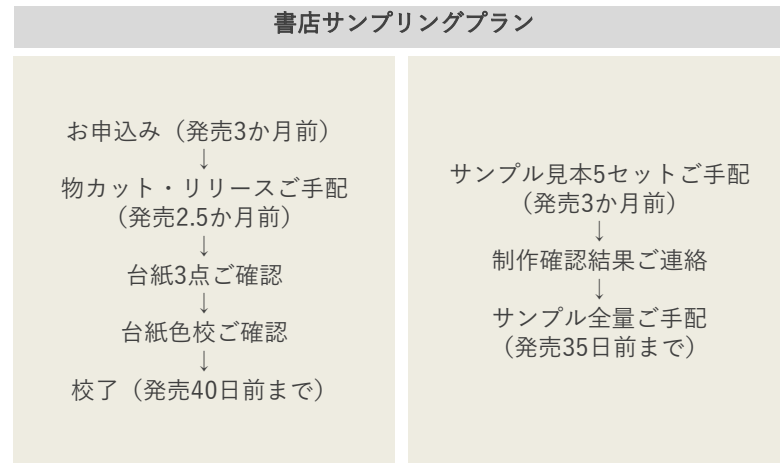 書店サンプリングプラン
お申込み（発売3か月前）
↓
物カット・リリースご手配
（発売2.5か月前）
↓
台紙3点ご確認
↓
台紙色校ご確認
↓
校了（発売40日前まで）
サンプル見本5セットご手配
（発売3か月前）
↓
制作確認結果ご連絡
↓
サンプル全量ご手配
（発売35日前まで）